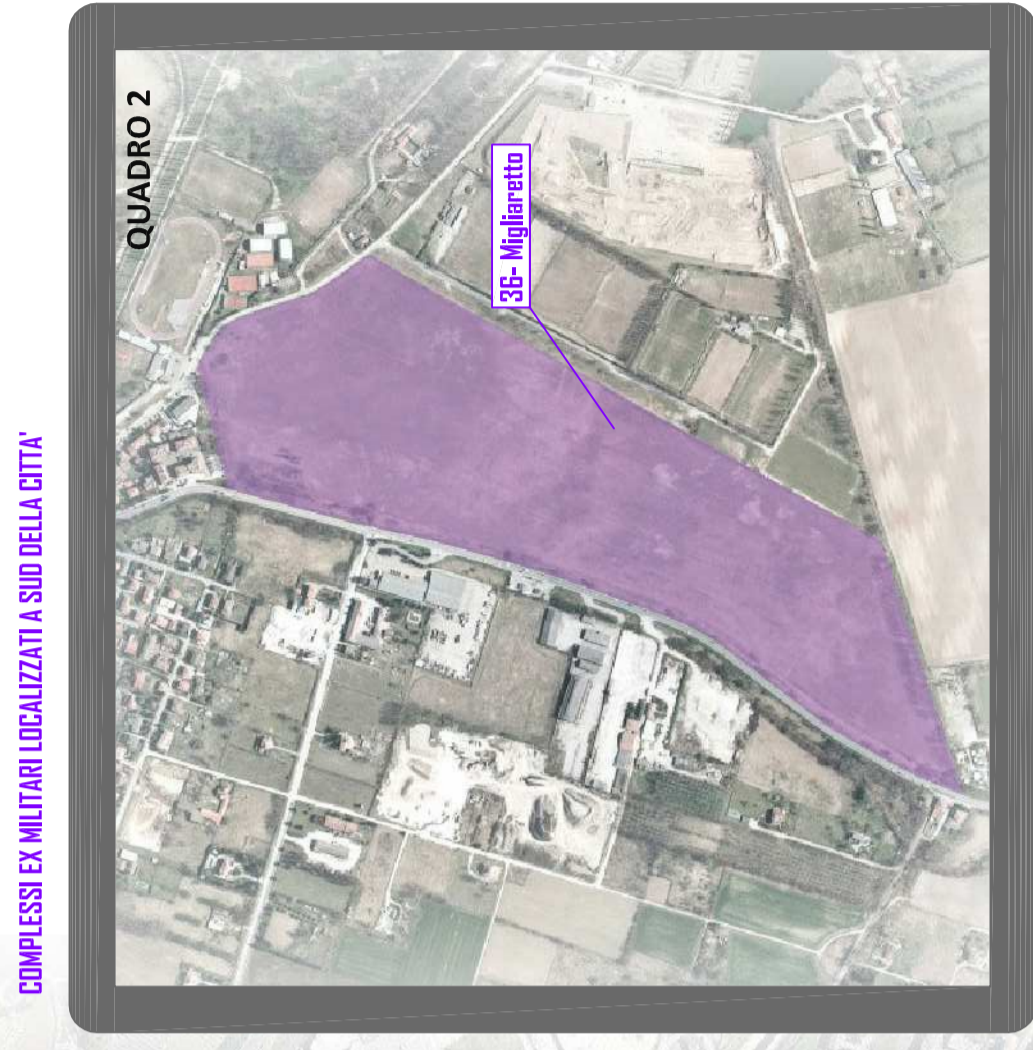 COMPLESSI EX MILITARI LOCALIZZATI A SUD DELLA CITTA'
QUADRO 2
36- Migliaretto